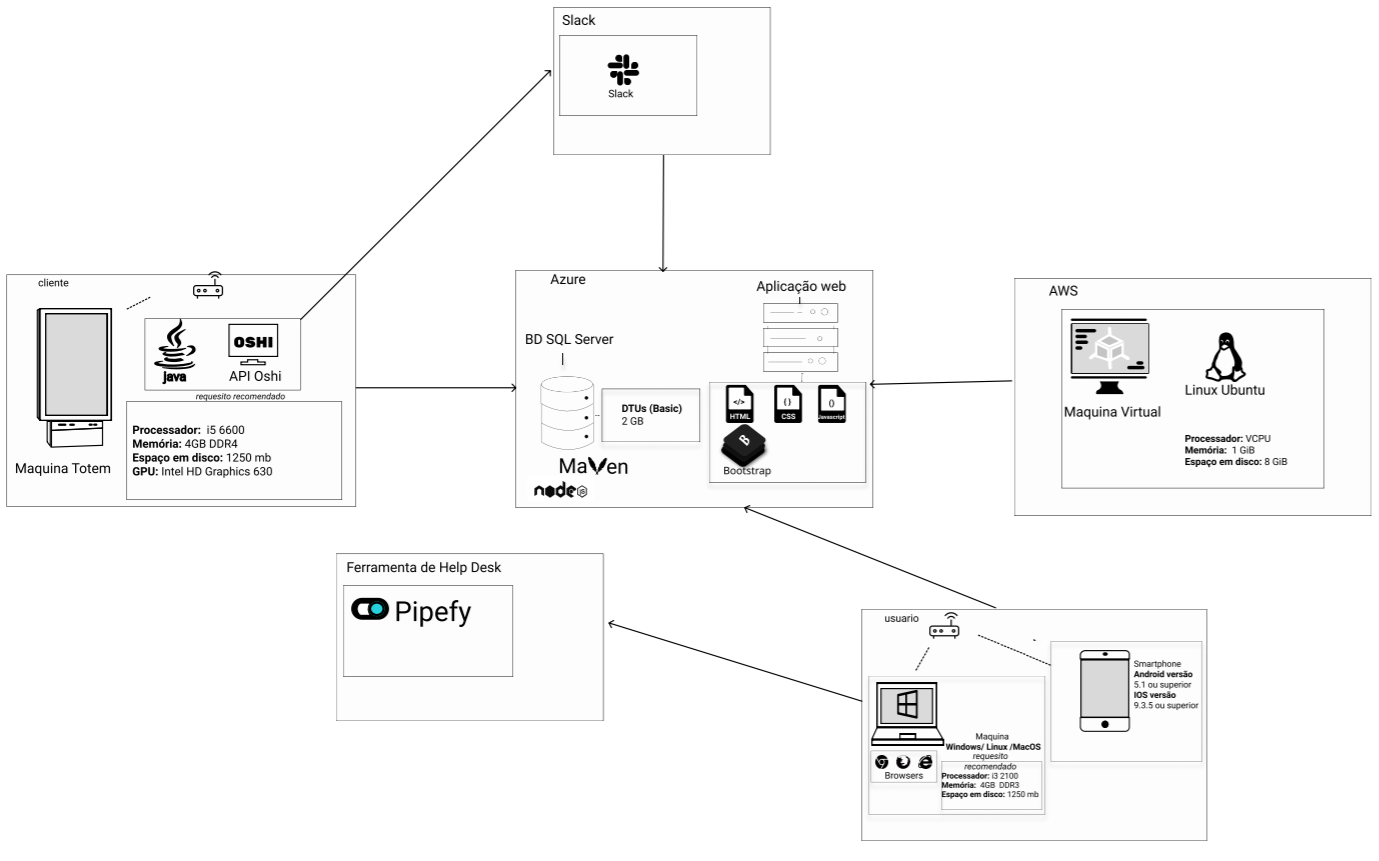 Slack
Slack
cliente
java
OSHI
API Oshi
requesito recomendado
Processador: i5 6600
Memória: 4GB DDR4
Espaço em disco: 1250 mb
GPU: Intel HD Graphics 630
Maquina Totem
Azure
Aplicação web
BD SQL Server
DTUs (Basic)
2 GB
Maven
node
JS
</>
HTML
{ }
CSS
()
Javascript
B
Bootstrap
AWS
Maquina Virtual
Linux Ubuntu
Processador: VCPU
Memória: 1 GiB
Espaço em disco: 8 GiB
Ferramenta de Help Desk
Pipefy
usuario
Smartphone
Android versão
5.1 ou superior
IOS versão
9.3.5 ou superior
Browsers
Maquina
Windows/ Linux /MacOS
requesito
recomendado
Processador: i3 2100
Memória: 4GB DDR3
Espaço em disco: 1250 mb